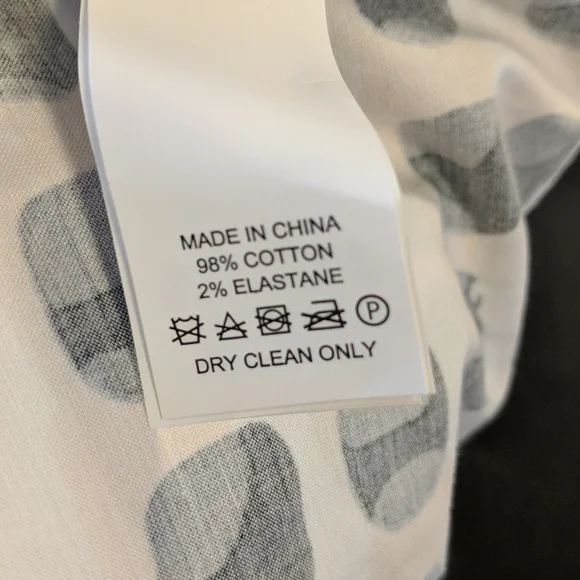 MADE IN CHINA
98% COTTON
2% ELASTANE
P
DRY CLEAN ONLY